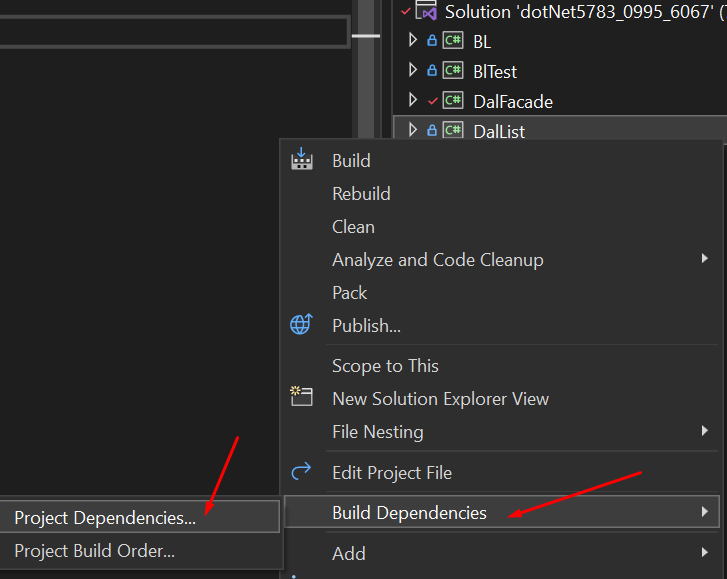 Solution 'dotNet5783_0995_6067' (
C# BL
C# BlTest
C# DalFacade
C# DalList
Build
Rebuild
Clean
Analyze and Code Cleanup
Pack
Publish...
Scope to This
New Solution Explorer View
File Nesting
Edit Project File
Build Dependencies
Project Dependencies...
Project Build Order...
Add